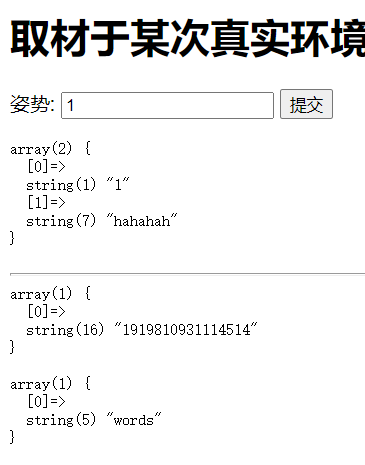 取材于某次真实环境
姿势: 1 提交
array(2) {
  [0]=>
  string(1) "1"
  [1]=>
  string(7) "hahahah"
}
array(1) {
  [0]=>
  string(16) "1919810931114514"
}
array(1) {
  [0]=>
  string(5) "words"
}